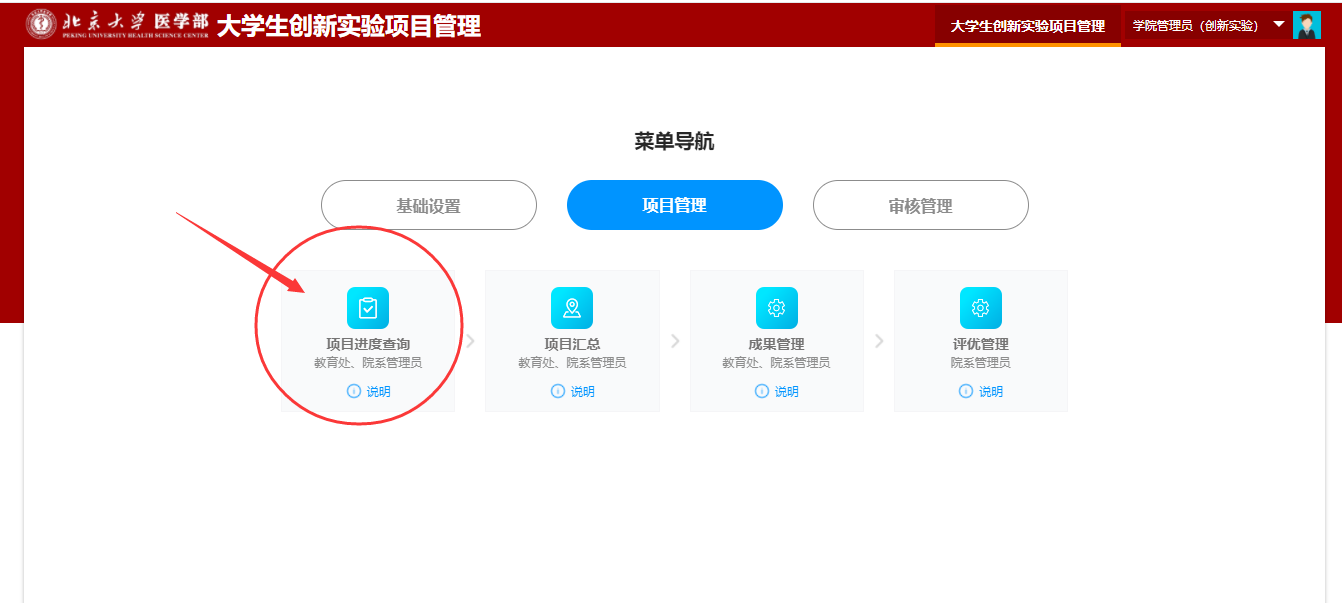 北京大学医学部 大学生创新实验项目管理
PEKING UNIVERSITY HEALTH SCIENCE CENTER
大学生创新实验项目管理
学院管理员（创新实验）
菜单导航
基础设置
项目管理
审核管理
项目进度查询
教育处、院系管理员
说明
项目汇总
教育处、院系管理员
说明
成果管理
教育处、院系管理员
说明
评优管理
院系管理员
说明